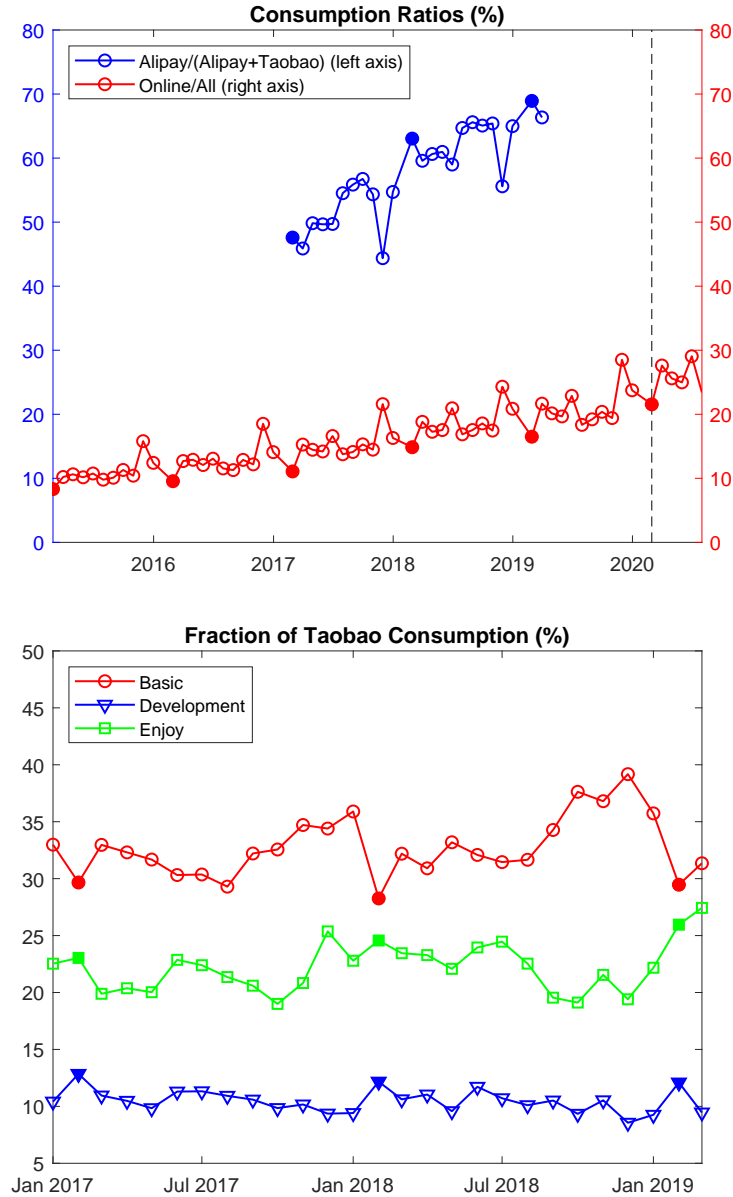 Consumption Ratios (%)
80 80
Alipay/(Alipay+Taobao) (left axis)
Online/All (right axis)
70 70
60 60
50 50
40 40
30 30
20 20
10 10
0 0
2016 2017 2018 2019 2020
Fraction of Taobao Consumption (%)
50
Basic
Development
Enjoy
45
40
35
30
25
20
15
10
5
Jan 2017 Jul 2017 Jan 2018 Jul 2018 Jan 2019